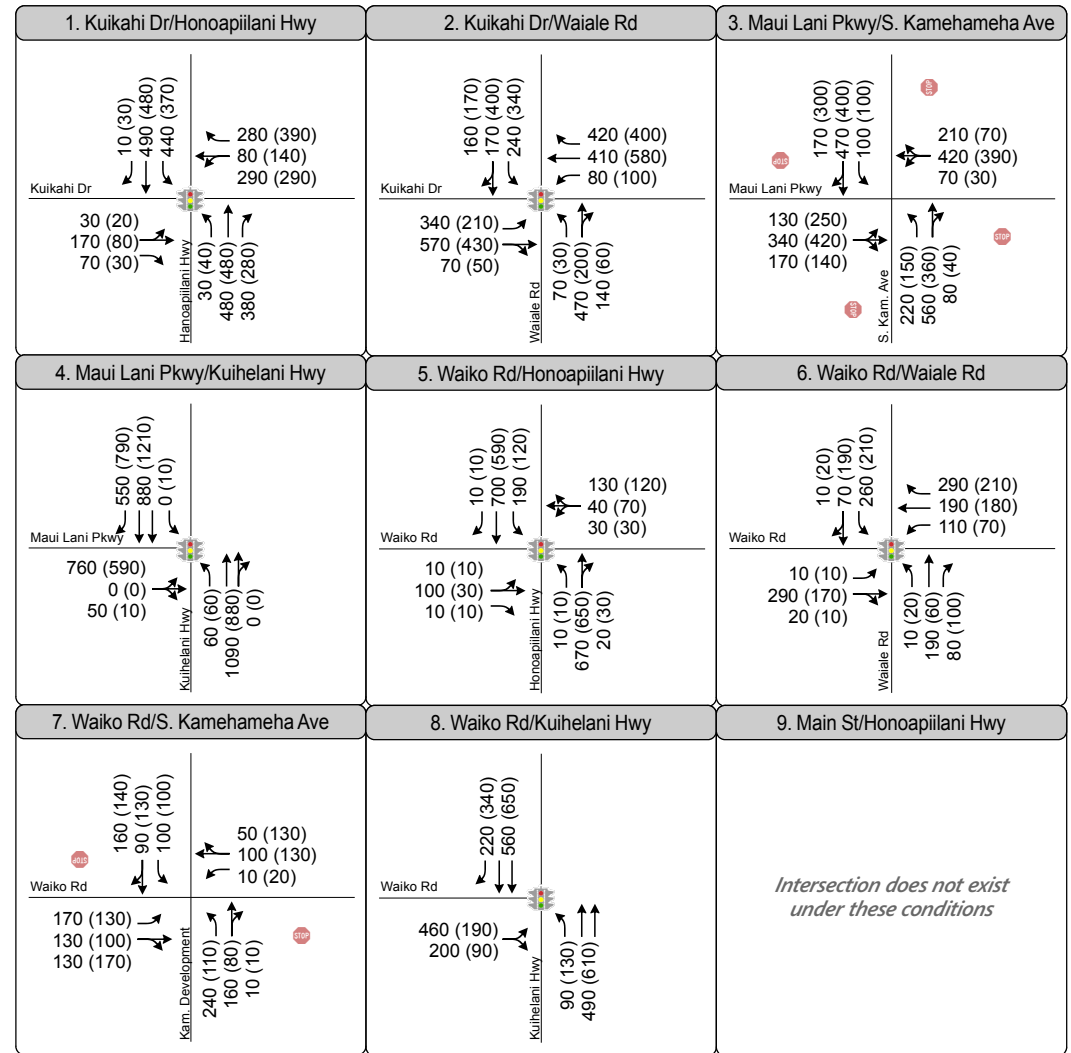 1. Kuikahi Dr/Honoapiilani Hwy
10 (30)
490 (480)
440 (370)
280 (390)
80 (140)
290 (290)
Kuikahi Dr
30 (20)
170 (80)
70 (30)
Hanoapiilani Hwy
30 (40)
480 (480)
380 (280)
2. Kuikahi Dr/Waiale Rd
160 (170)
170 (400)
240 (340)
420 (400)
410 (580)
80 (100)
Kuikahi Dr
340 (210)
570 (430)
70 (50)
Waiale Rd
70 (30)
470 (200)
140 (60)
3. Maui Lani Pkwy/S. Kamehameha Ave
170 (300)
470 (400)
100 (100)
STOP
210 (70)
420 (390)
70 (30)
STOP
Maui Lani Pkwy
130 (250)
340 (420)
170 (140)
STOP
STOP
S. Kam. Ave
220 (150)
560 (360)
80 (40)
4. Maui Lani Pkwy/Kuihelani Hwy
550 (790)
880 (1210)
0 (10)
Maui Lani Pkwy
760 (590)
0 (0)
50 (10)
Kuihelani Hwy
60 (60)
1090 (880)
0 (0)
5. Waiko Rd/Honoapiilani Hwy
10 (10)
700 (590)
190 (120)
130 (120)
40 (70)
30 (30)
Waiko Rd
10 (10)
100 (30)
10 (10)
Honoapiilani Hwy
10 (10)
670 (650)
20 (30)
6. Waiko Rd/Waiale Rd
10 (20)
70 (190)
260 (210)
290 (210)
190 (180)
110 (70)
Waiko Rd
10 (10)
290 (170)
20 (10)
Waiale Rd
10 (20)
190 (60)
80 (100)
7. Waiko Rd/S. Kamehameha Ave
160 (140)
90 (130)
100 (100)
50 (130)
100 (130)
10 (20)
STOP
Waiko Rd
170 (130)
130 (100)
130 (170)
STOP
Kam. Development
240 (110)
160 (80)
10 (10)
8. Waiko Rd/Kuihelani Hwy
220 (340)
560 (650)
Waiko Rd
460 (190)
200 (90)
Kuihelani Hwy
90 (130)
490 (610)
9. Main St/Honoapiilani Hwy
Intersection does not exist
under these conditions